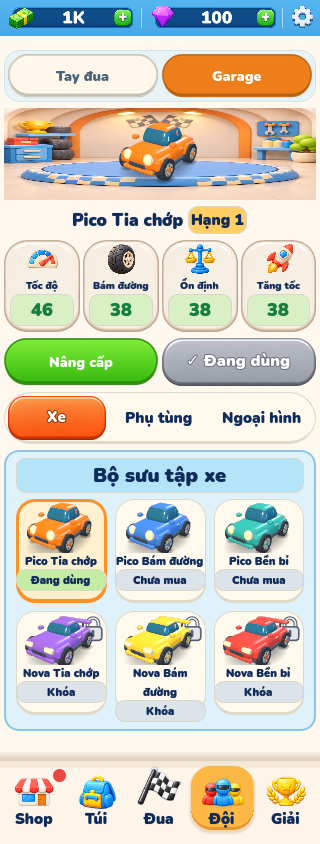 1K
100
Tay đua
Garage
Pico Tia chớp Hạng 1
Tốc độ
Bám đường
Ổn định
Tăng tốc
46
38
38
38
Nâng cấp
✓ Đang dùng
Xe
Phụ tùng
Ngoại hình
Bộ sưu tập xe
Pico Tia chớp
Pico Bám đường
Pico Bền bỉ
Đang dùng
Chưa mua
Chưa mua
Nova Tia chớp
Nova Bám
đường
Nova Bền bỉ
Khóa
Khóa
Khóa
Shop
Túi
Đua
Đội
Giải